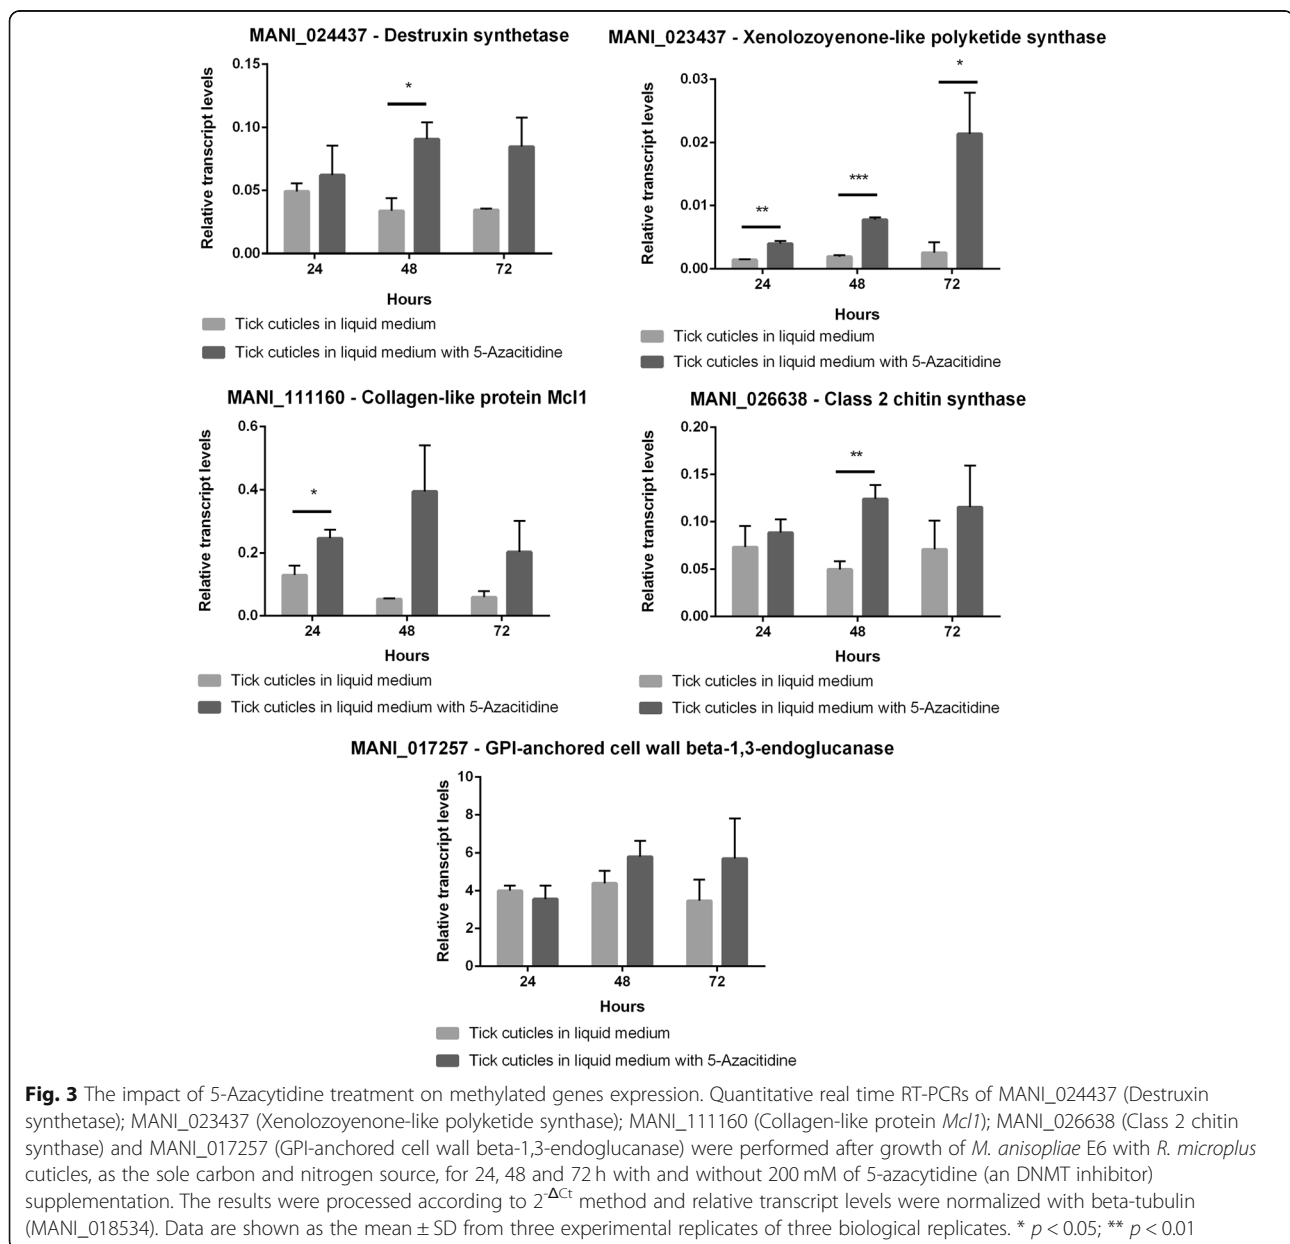 MANI_024437 - Destruxin synthetase
Relative transcript levels
0.15
0.10
0.05
0.00
*
24
48
72
Hours
Tick cuticles in liquid medium
Tick cuticles in liquid medium with 5-Azacitidine
MANI_023437 - Xenolozoyenone-like polyketide synthase
Relative transcript levels
0.03
0.02
0.01
0.00
**
***
*
24
48
72
Hours
Tick cuticles in liquid medium
Tick cuticles in liquid medium with 5-Azacitidine
MANI_111160 - Collagen-like protein Mcl1
Relative transcript levels
0.6
0.4
0.2
0.0
*
24
48
72
Hours
Tick cuticles in liquid medium
Tick cuticles in liquid medium with 5-Azacitidine
MANI_026638 - Class 2 chitin synthase
Relative transcript levels
0.20
0.15
0.10
0.05
0.00
**
24
48
72
Hours
Tick cuticles in liquid medium
Tick cuticles in liquid medium with 5-Azacitidine
MANI_017257 - GPI-anchored cell wall beta-1,3-endoglucanase
Relative transcript levels
10
8
6
4
2
0
24
48
72
Hours
Tick cuticles in liquid medium
Tick cuticles in liquid medium with 5-Azacitidine
Fig. 3 The impact of 5-Azacytidine treatment on methylated genes expression. Quantitative real time RT-PCRs of MANI_024437 (Destruxin
synthetase); MANI_023437 (Xenolozoyenone-like polyketide synthase); MANI_111160 (Collagen-like protein Mcl1); MANI_026638 (Class 2 chitin
synthase) and MANI_017257 (GPI-anchored cell wall beta-1,3-endoglucanase) were performed after growth of M. anisopliae E6 with R. microplus
cuticles, as the sole carbon and nitrogen source, for 24, 48 and 72 h with and without 200 mM of 5-azacytidine (an DNMT inhibitor)
supplementation. The results were processed according to 2^-ΔCt method and relative transcript levels were normalized with beta-tubulin
(MANI_018534). Data are shown as the mean ± SD from three experimental replicates of three biological replicates. * p < 0.05; ** p < 0.01